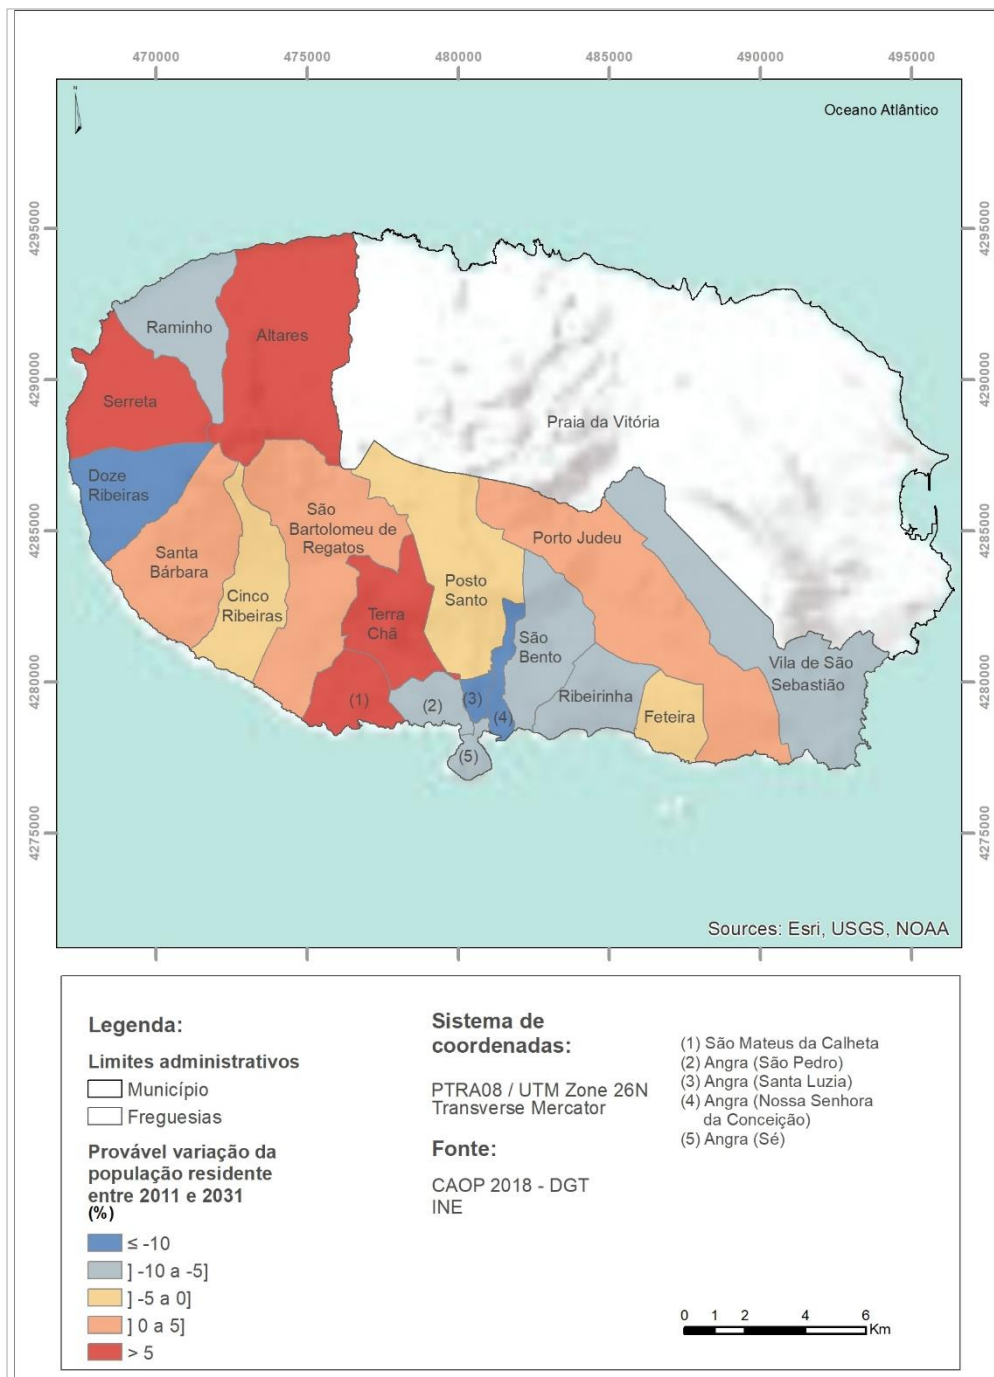 470000 475000 480000 485000 490000 495000
N
Oceano Atlântico
4295000 4295000
Raminho
Altares
4290000 4290000
Serreta
Praia da Vitória
Doze
Ribeiras
São
Bartolomeu de
Regatos
4285000 4285000
Porto Judeu
Santa
Bárbara
Posto
Santo
Cinco
Ribeiras
Terra
Chã
São
Bento
Vila de São
Sebastião
4280000 4280000
(1)
(2)
(3)
(4)
Ribeirinha
Feteira
(5)
4275000 4275000
Sources: Esri, USGS, NOAA
Legenda:
Limites administrativos
Município
Freguesias
Provável variação da
população residente
entre 2011 e 2031
(%)
≤ -10
] -10 a -5]
] -5 a 0]
] 0 a 5]
> 5
Sistema de
coordenadas:
PTRA08 / UTM Zone 26N
Transverse Mercator
Fonte:
CAOP 2018 - DGT
INE
(1) São Mateus da Calheta
(2) Angra (São Pedro)
(3) Angra (Santa Luzia)
(4) Angra (Nossa Senhora
da Conceição)
(5) Angra (Sé)
0 1 2 4 6
Km